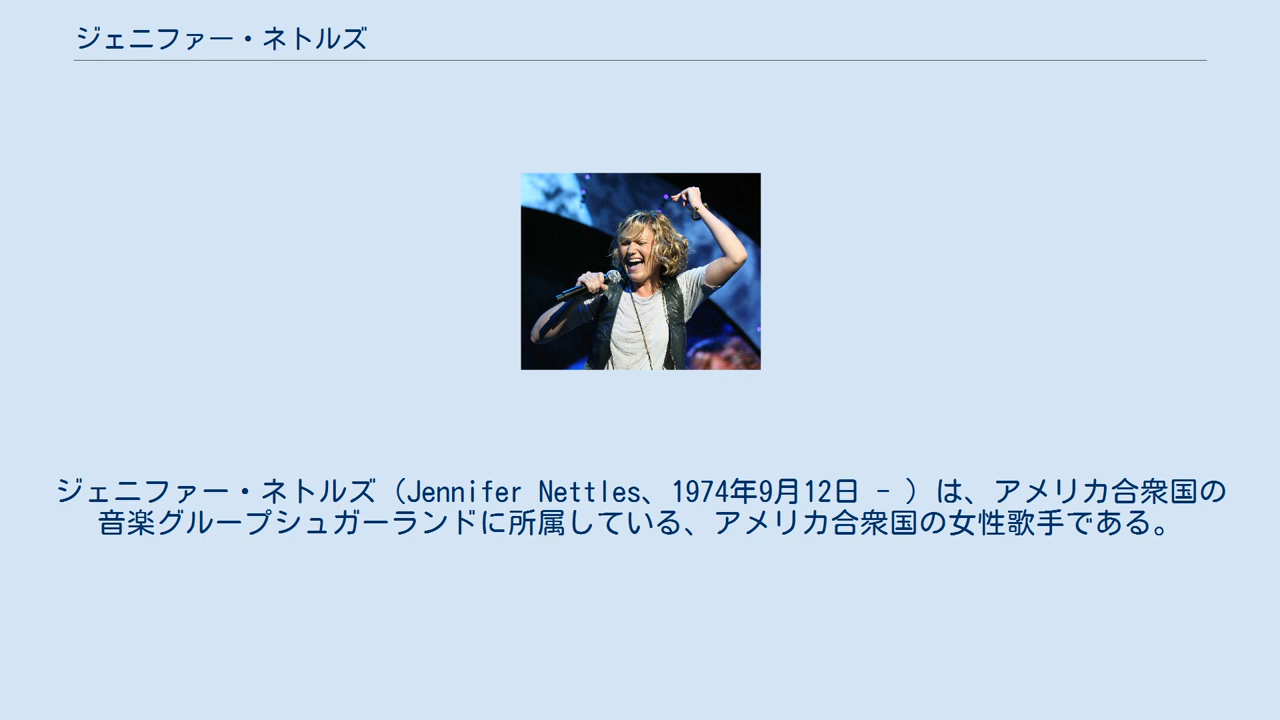 ジェニファー・ネトルズ
ジェニファー・ネトルズ（Jennifer Nettles、1974年9月12日 - ）は、アメリカ合衆国の
音楽グループシュガーランドに所属している、アメリカ合衆国の女性歌手である。